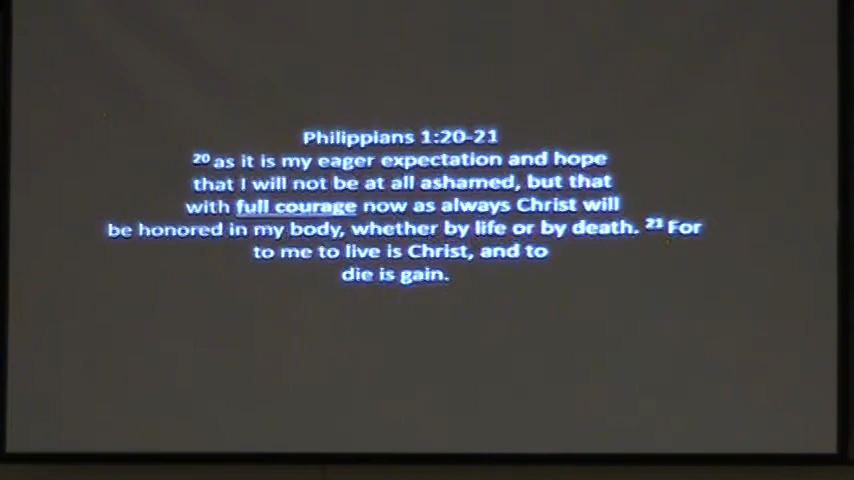 Philippians 1:20-21
20 as it is my eager expectation and hope
that I will not be at all ashamed, but that
with full courage now as always Christ will
be honored in my body, whether by life or by death. 21 For
to me to live is Christ, and to
die is gain.